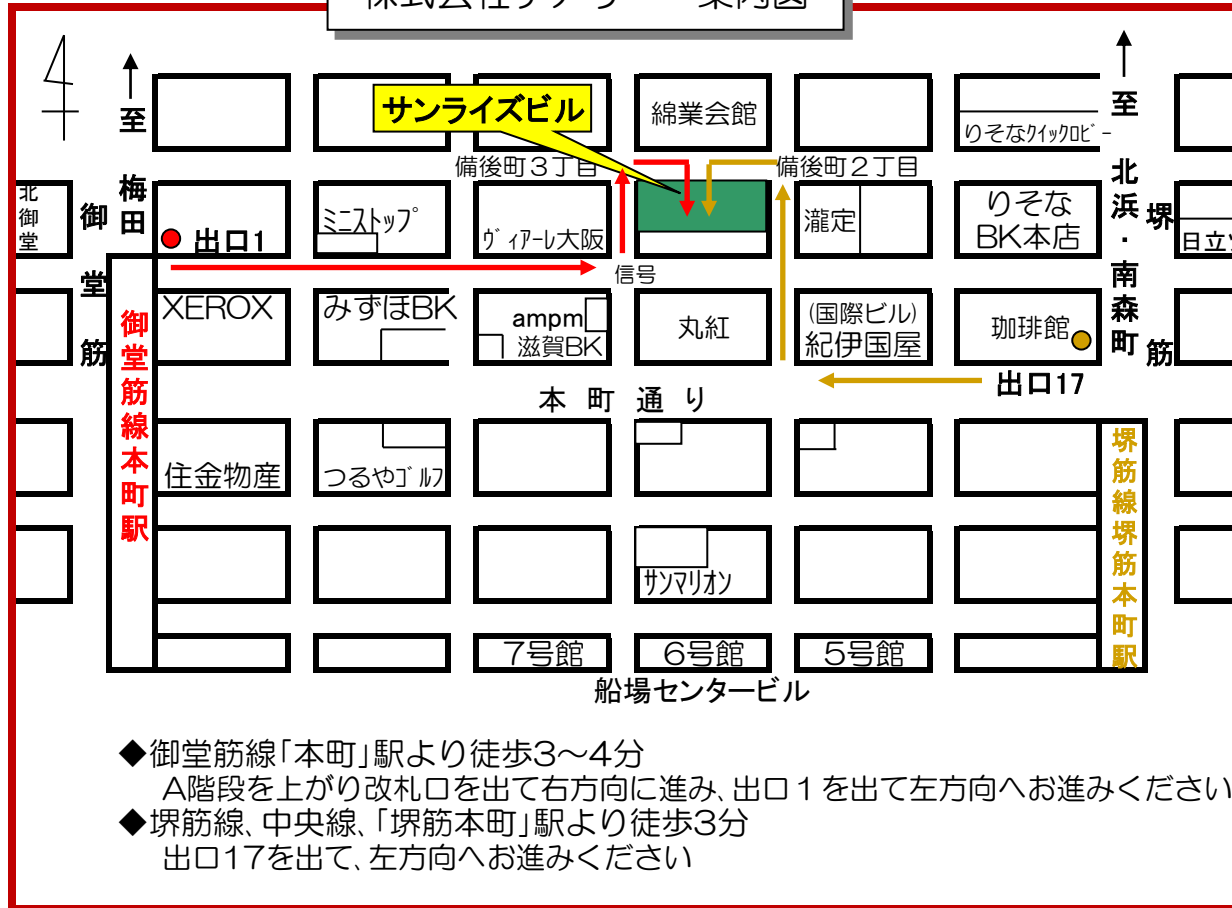 案内図
至 梅田
御堂筋
北御堂
サンライズビル
綿業会館
りそなクイックロビー
至 北浜・南森町
堺筋
備後町3丁目
備後町2丁目
出口1
ミニストップ
ヴィアーレ大阪
瀧定
りそな
BK本店
信号
XEROX
みずほBK
ampm
滋賀BK
丸紅
(国際ビル)
紀伊国屋
珈琲館
出口17
本町通り
御堂筋線本町駅
住金物産
つるやゴルフ
堺筋線堺筋本町駅
サンマリオン
7号館
6号館
5号館
船場センタービル
◆御堂筋線「本町」駅より徒歩3～4分
A階段を上がり改札口を出て右方向に進み、出口1を出て左方向へお進みください
◆堺筋線、中央線、「堺筋本町」駅より徒歩3分
出口17を出て、左方向へお進みください